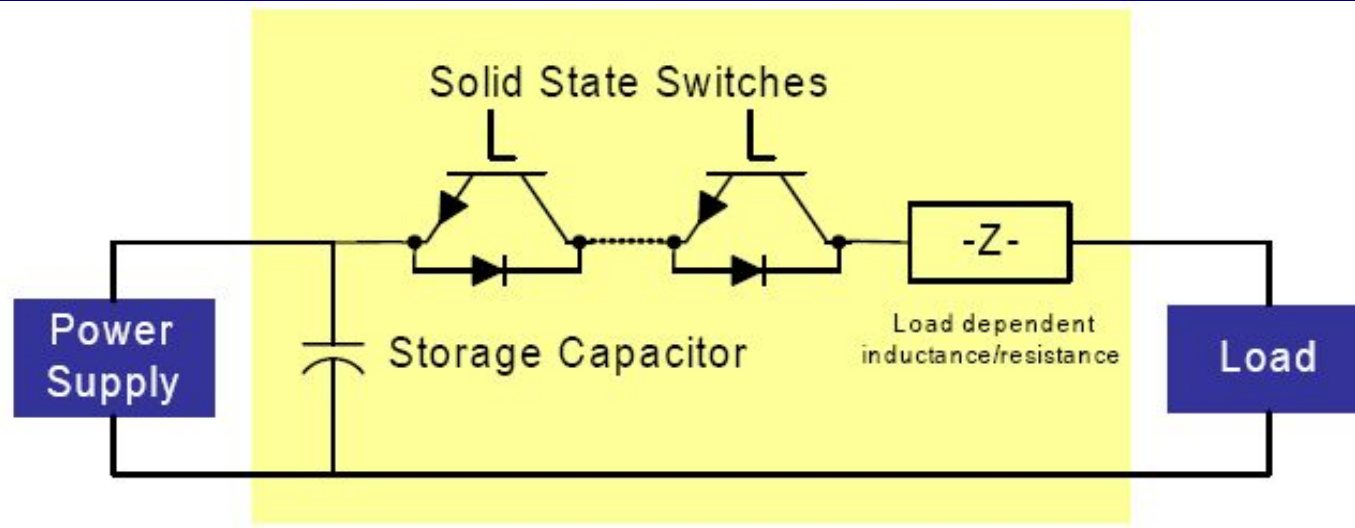 Solid State Switches
-Z-
Power
Supply
Storage Capacitor
Load dependent
inductance/resistance
Load